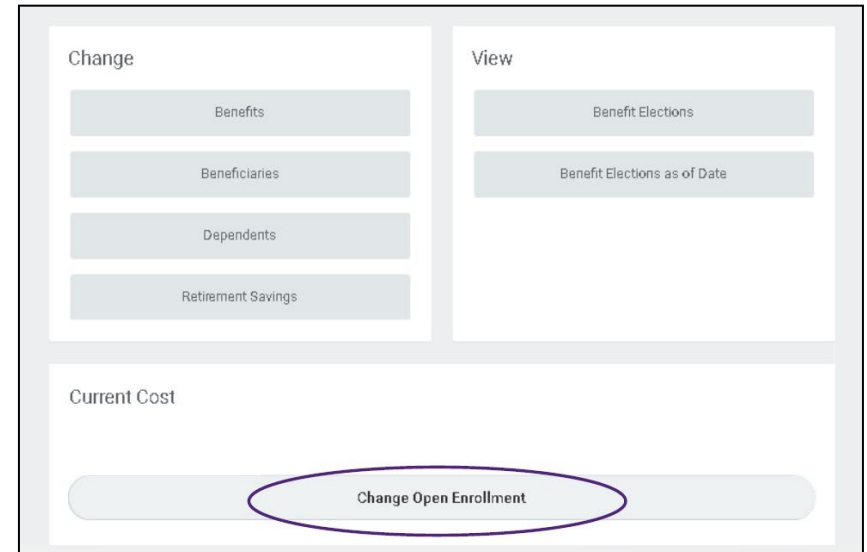 Change
Benefits
Beneficiaries
Dependents
Retirement Savings
View
Benefit Elections
Benefit Elections as of Date
Current Cost
Change Open Enrollment